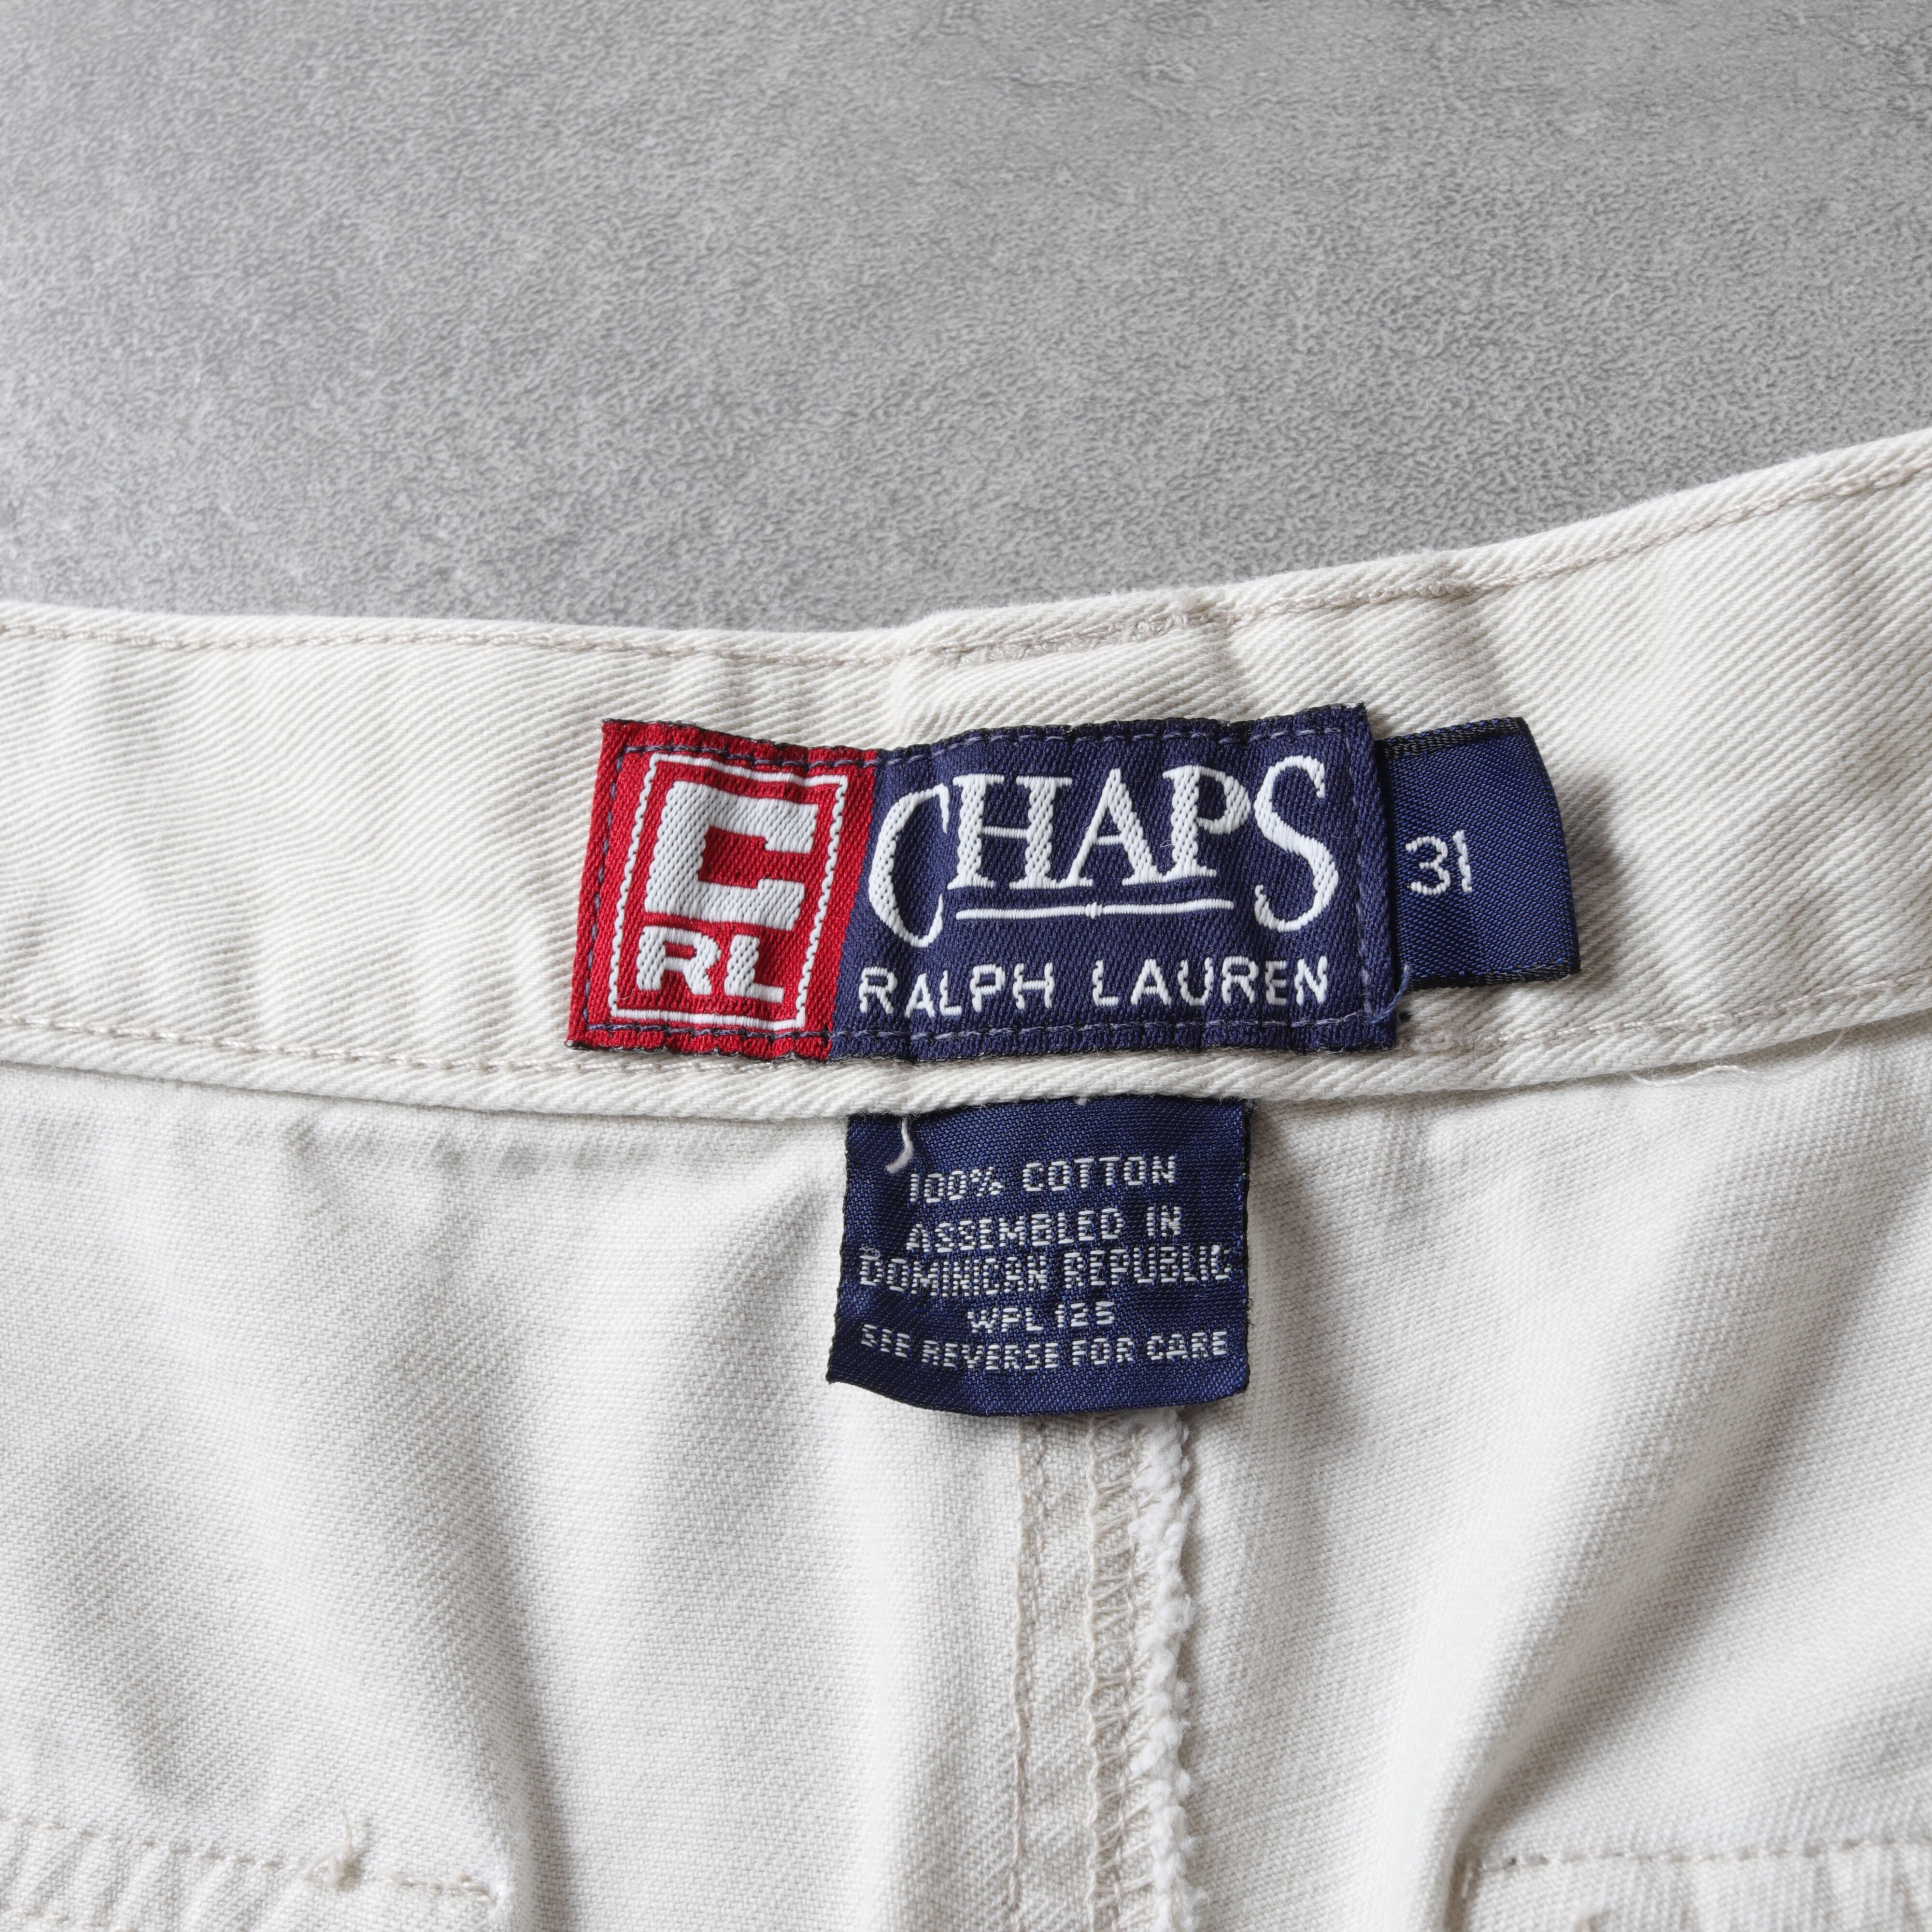 C
RL
CHAPS
RALPH LAUREN
31
100% COTTON
ASSEMBLED IN
DOMINICAN REPUBLIC
WPL 125
SEE REVERSE FOR CARE